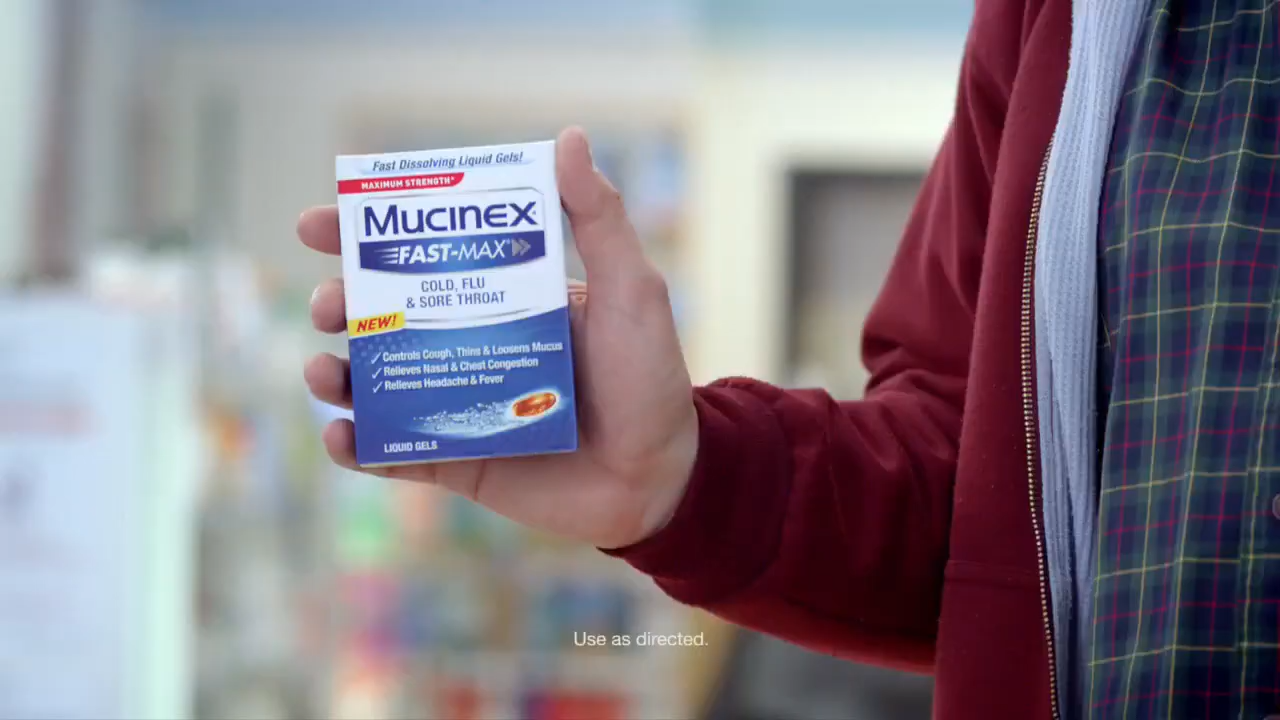 Fast Dissolving Liquid Gels!
MAXIMUM STRENGTH*
MUCINEX
FAST-MAX
COLD, FLU
& SORE THROAT
NEW!
✓ Controls Cough, Thins & Loosens Mucus
✓ Relieves Nasal & Chest Congestion
✓ Relieves Headache & Fever
LIQUID GELS
Use as directed.